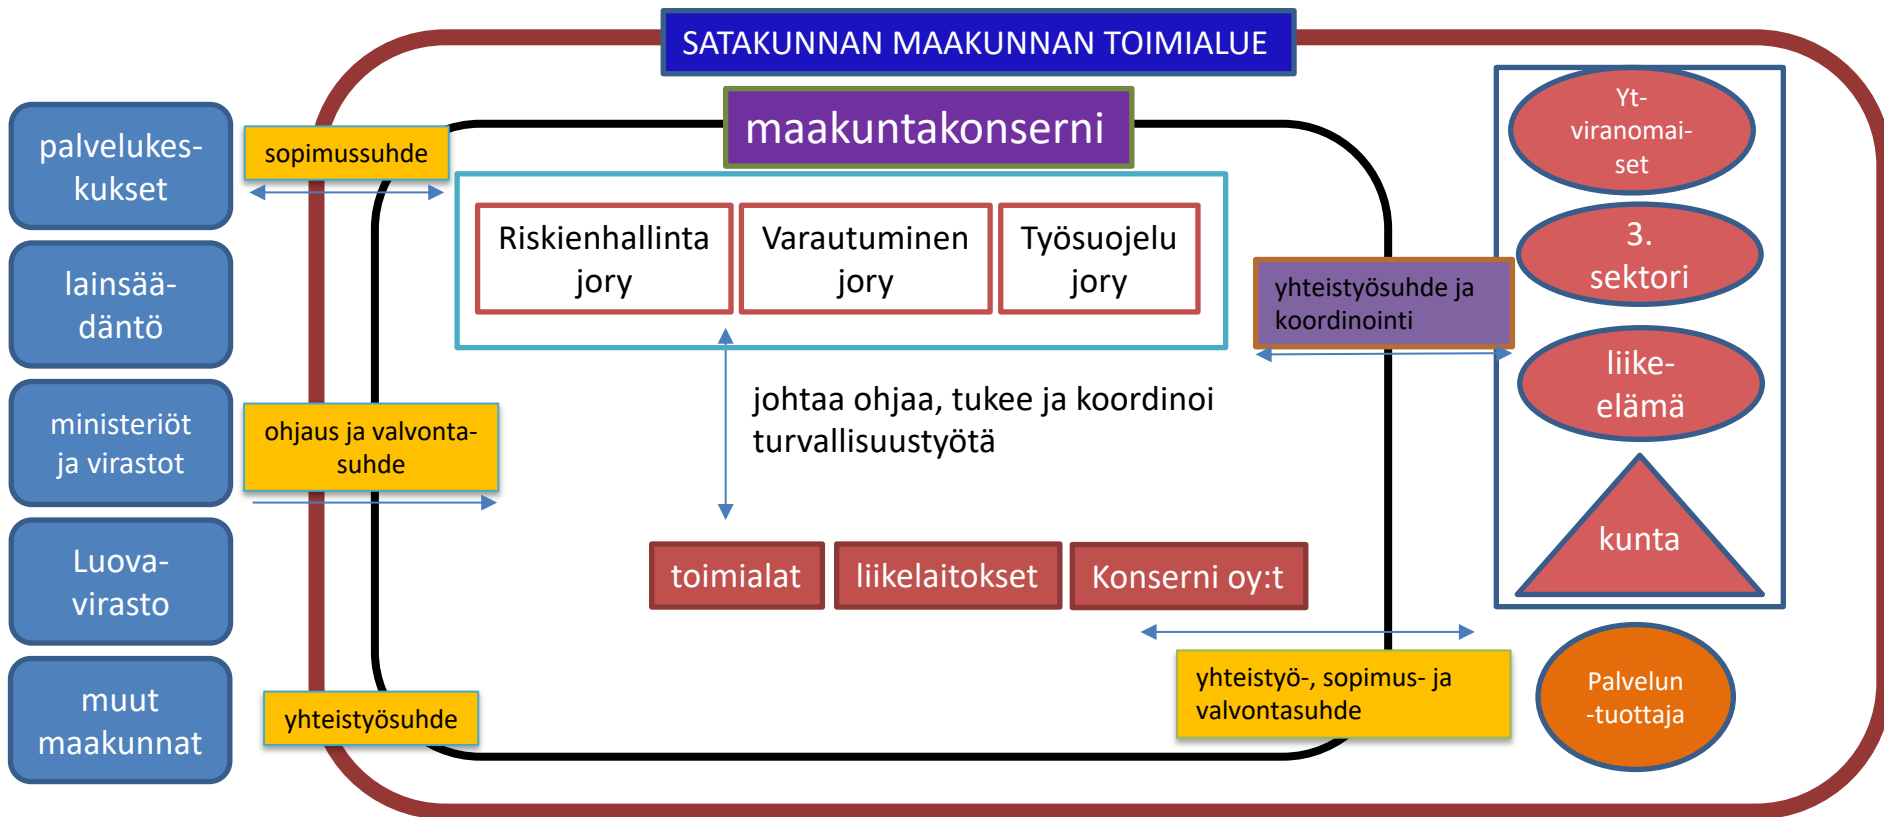 SATAKUNNAN MAAKUNNAN TOIMIALUE
maakuntakonserni
palvelukes-
kukset
lainsää-
däntö
ministeriöt
ja virastot
Luova-
virasto
muut
maakunnat
sopimussuhde
ohjaus ja valvonta-
suhde
yhteistyösuhde
Riskienhallinta
jory
Varautuminen
jory
Työsuojelu
jory
johtaa ohjaa, tukee ja koordinoi
turvallisuustyötä
toimialat
liikelaitokset
Konserni oy:t
yhteistyösuhde ja
koordinointi
yhteistyö-, sopimus- ja
valvontasuhde
Yt-
viranomai-
set
3.
sektori
liike-
elämä
kunta
Palvelun
-tuottaja